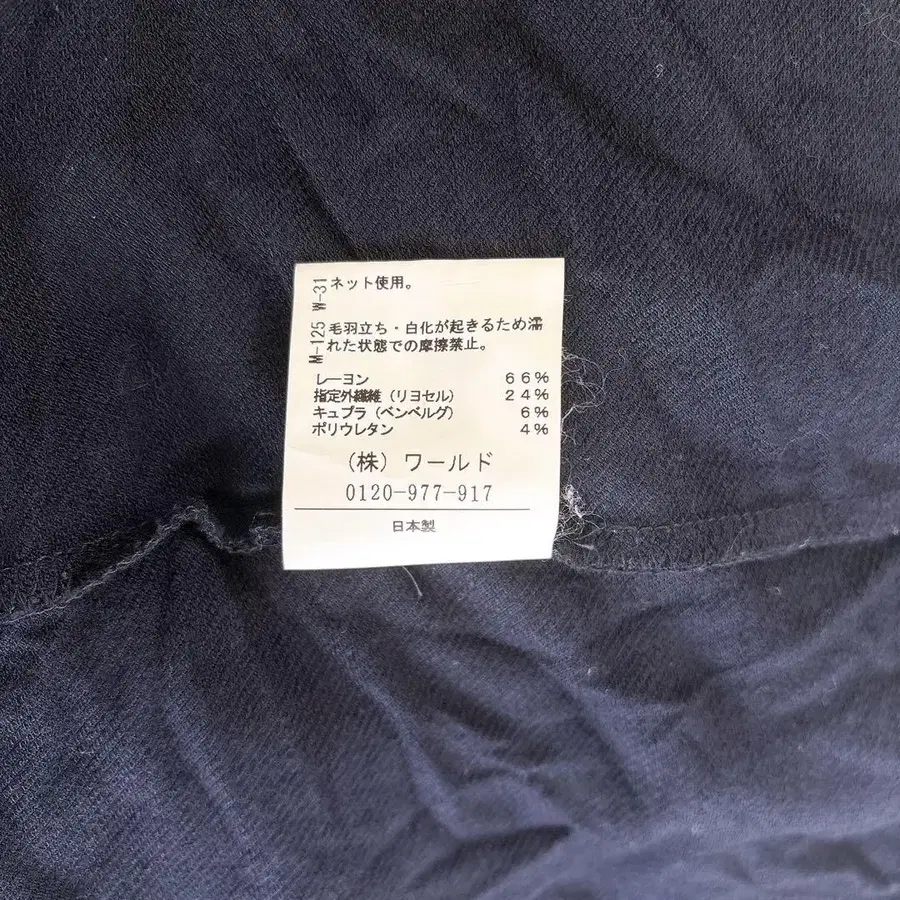 M-125 W-31
ネット使用。
毛羽立ち・白化が起きるため濡
れた状態での摩擦禁止。
レーヨン 66%
指定外繊維（リヨセル） 24%
キュプラ（ベンベルグ） 6%
ポリウレタン 4%
（株）ワールド
0120-977-917
日本製